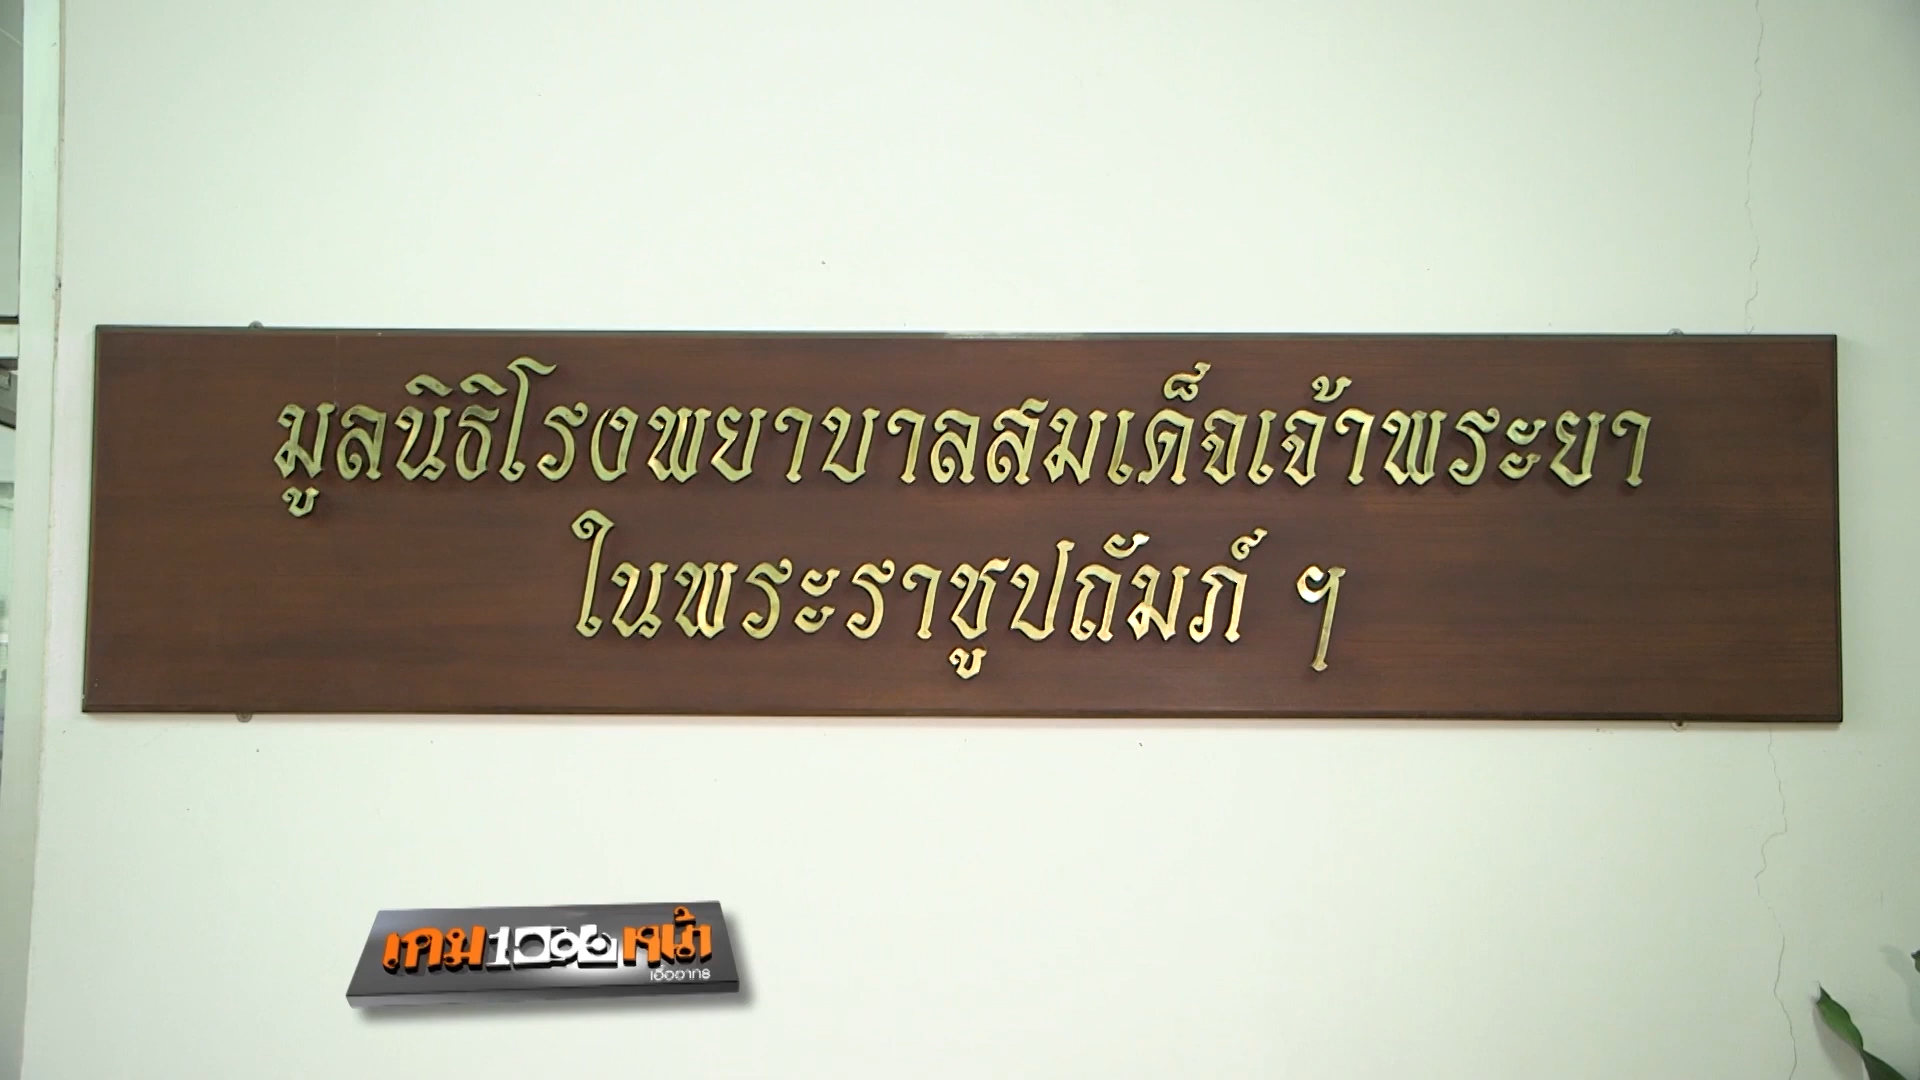 มูลนิธิโรงพยาบาลสมเด็จเจ้าพระยา
ในพระราชูปถัมภ์ ฯ
เกม100หน้า